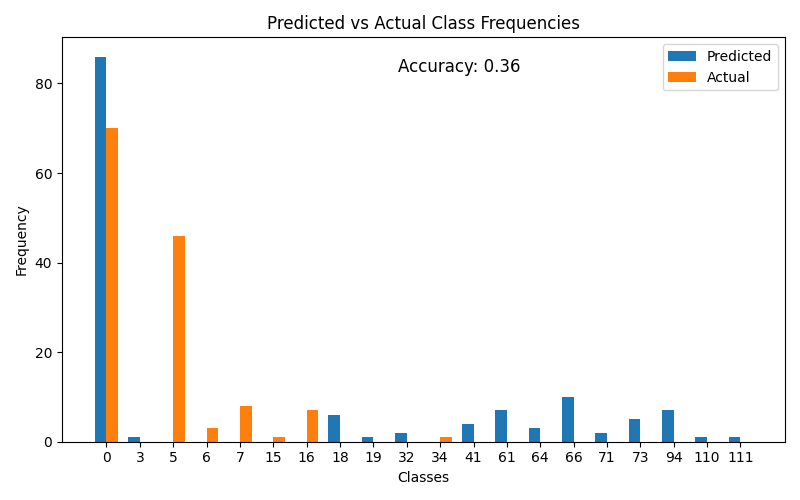 Predicted vs Actual Class Frequencies
Accuracy: 0.36
Predicted
Actual
Frequency
80
60
40
20
0
0 3 5 6 7 15 16 18 19 32 34 41 61 64 66 71 73 94 110 111
Classes